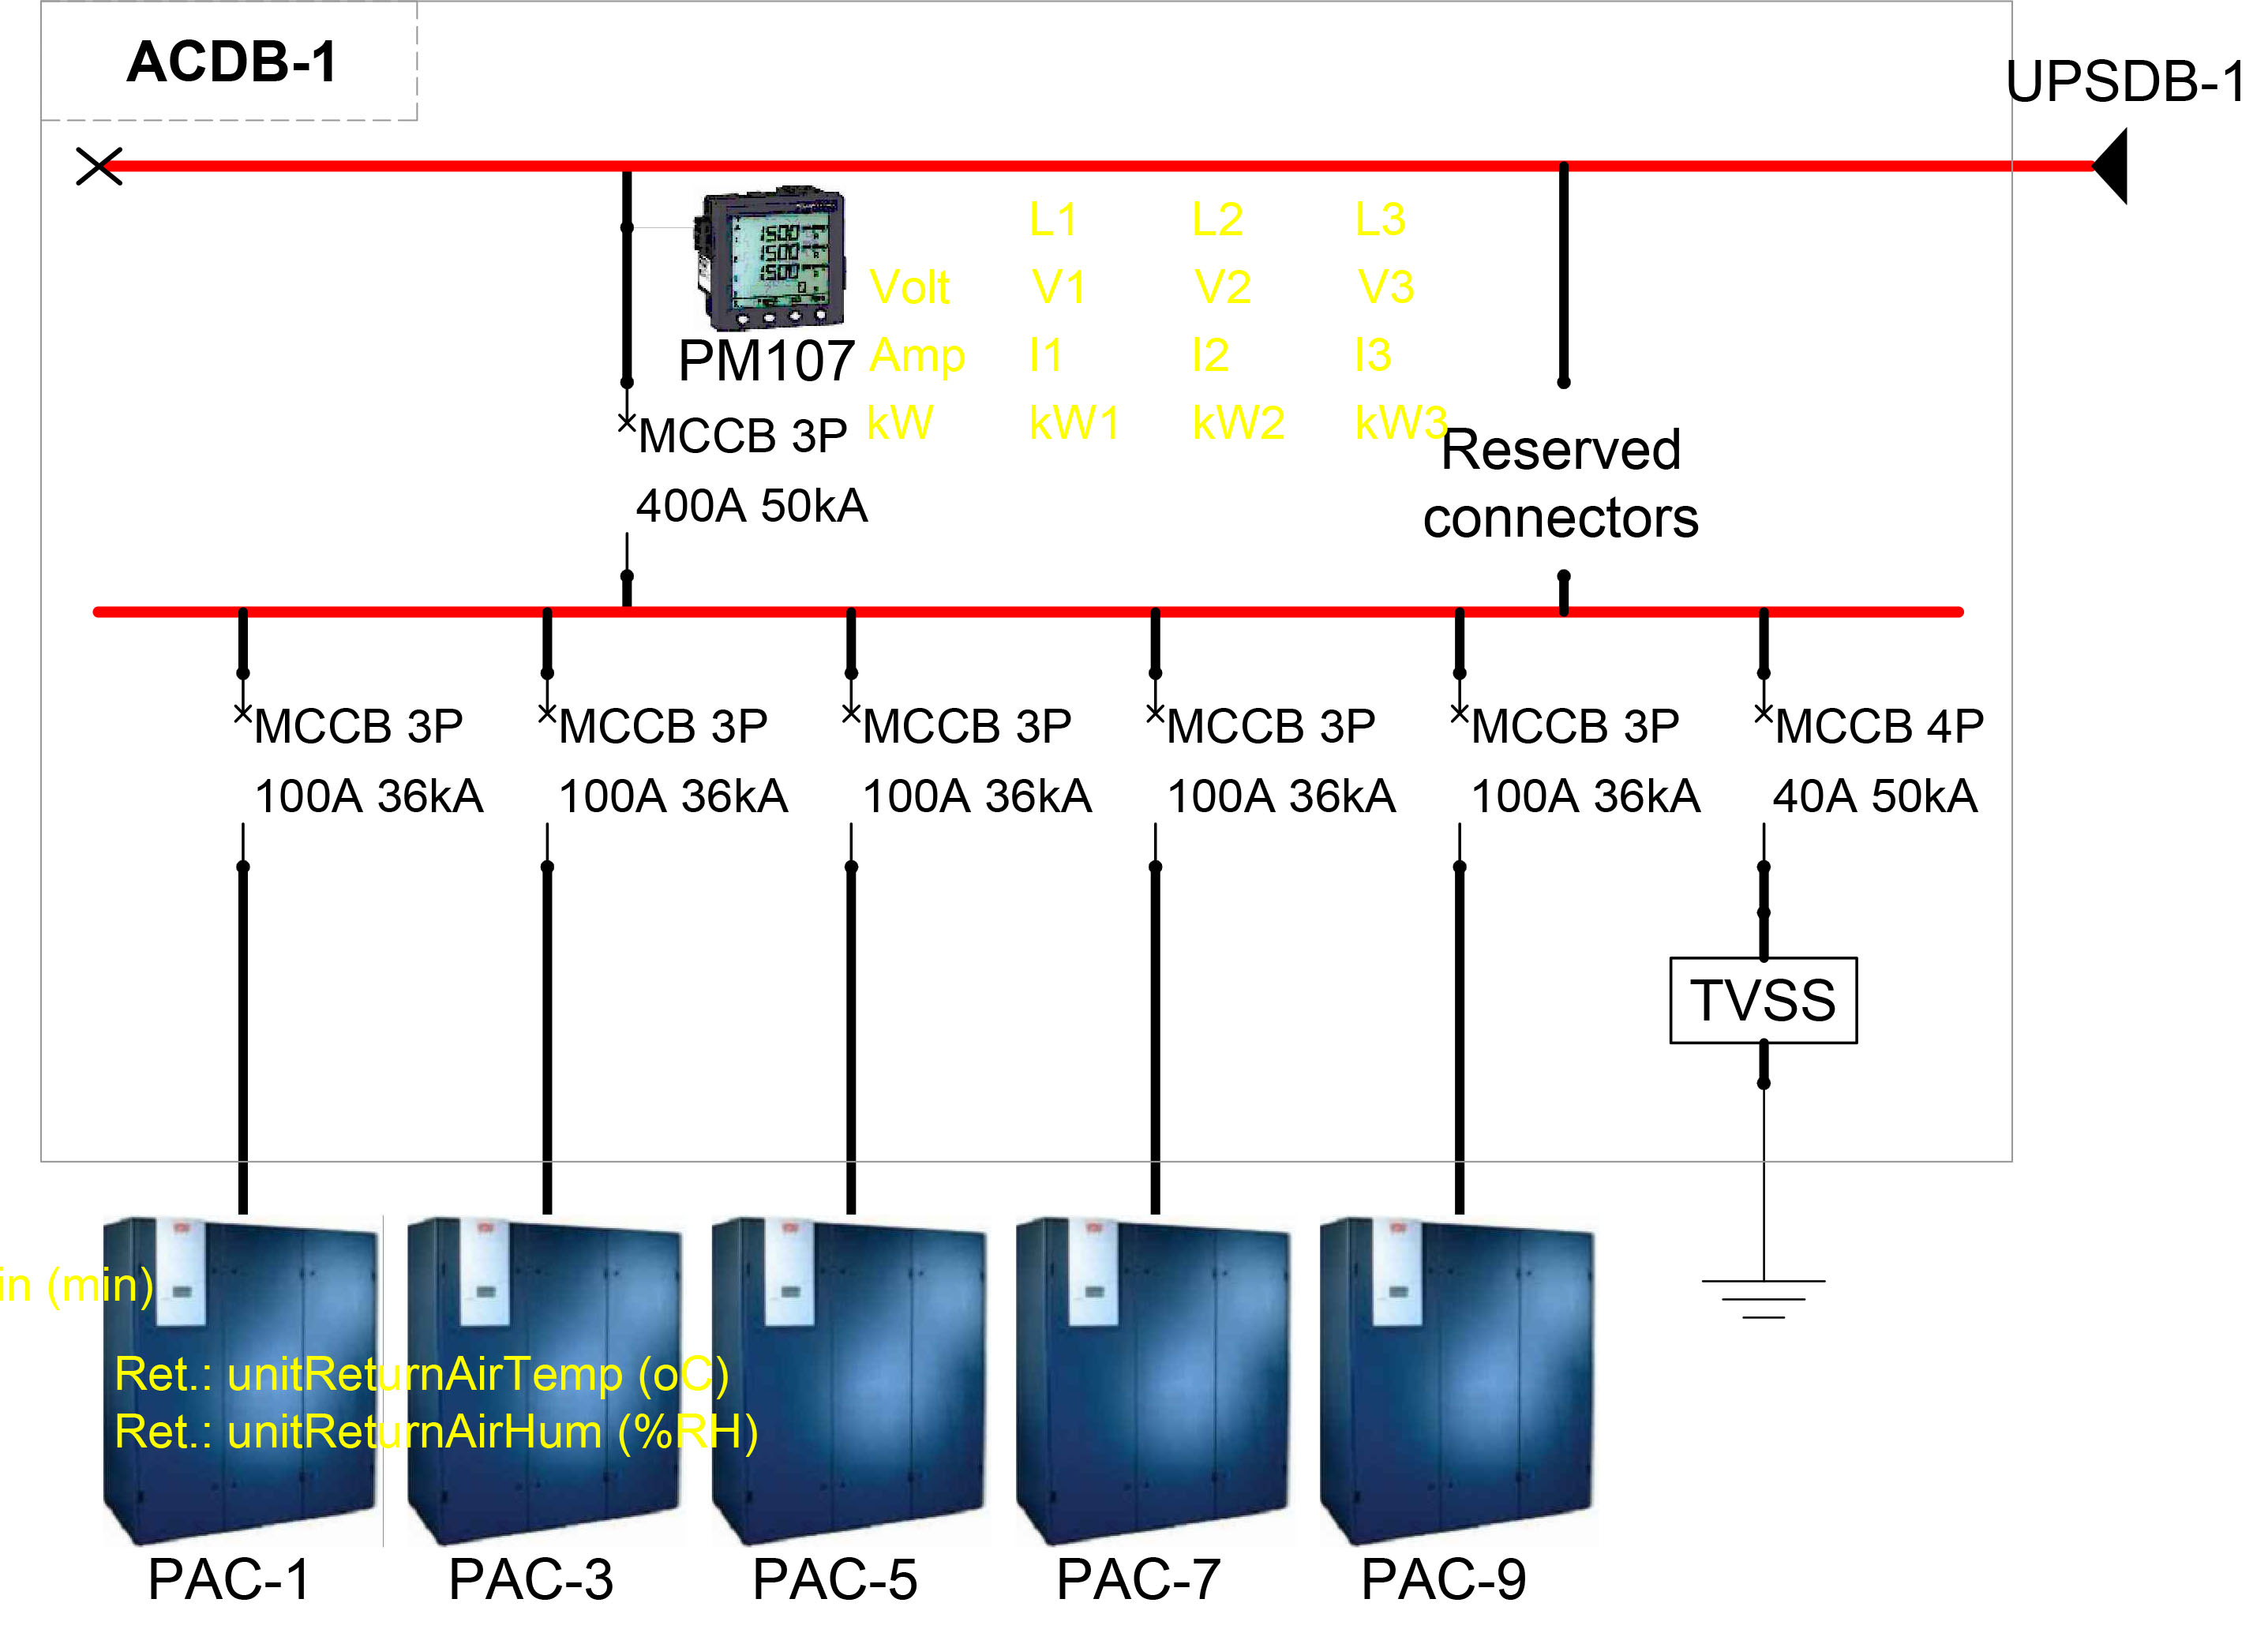 ACDB-1
UPSDB-1
L1 L2 L3
Volt V1 V2 V3
PM107
Amp I1 I2 I3
kW kW1 kW2 kW3
MCCB 3P
400A 50kA
Reserved
connectors
MCCB 3P MCCB 3P MCCB 3P MCCB 3P MCCB 3P MCCB 4P
100A 36kA 100A 36kA 100A 36kA 100A 36kA 100A 36kA 40A 50kA
TVSS
in (min)
Ret.: unitReturnAirTemp (oC)
Ret.: unitReturnAirHum (%RH)
PAC-1 PAC-3 PAC-5 PAC-7 PAC-9